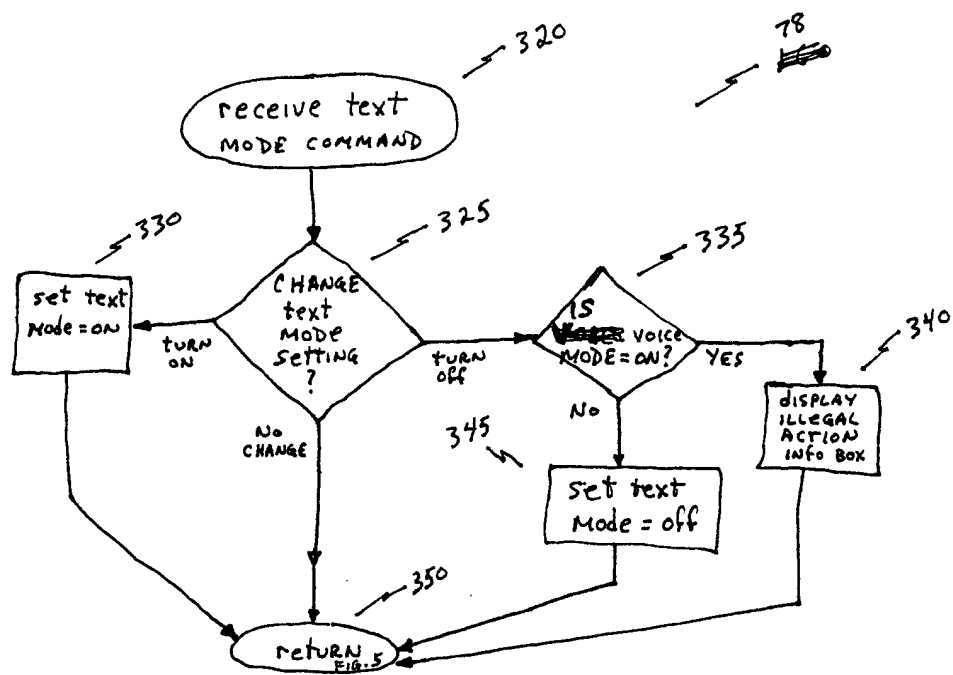 320
78
receive text
MODE COMMAND
330
325
335
340
set text
Mode = ON
CHANGE
text
MODE
SETTING
?
TURN
ON
TURN
Off
IS
VOICE
MODE = ON?
YES
display
ILLEGAL
ACTION
INFO BOX
NO
CHANGE
NO
345
set text
Mode = off
350
return
FIG. 5